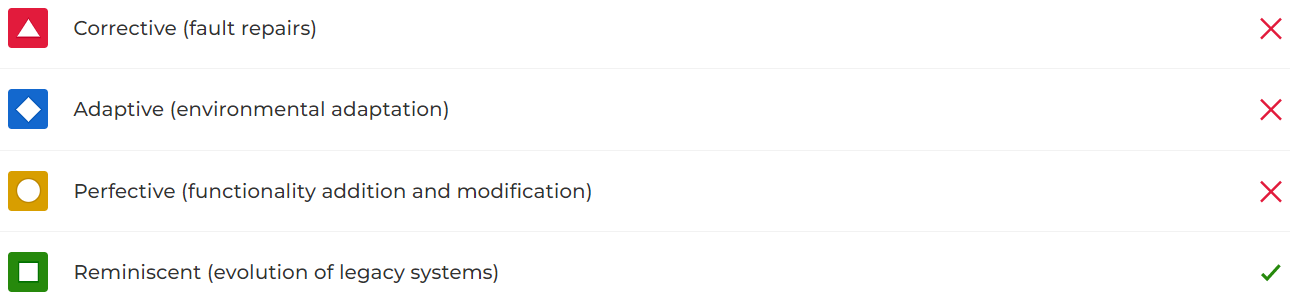 Corrective (fault repairs)
Adaptive (environmental adaptation)
Perfective (functionality addition and modification)
Reminiscent (evolution of legacy systems)